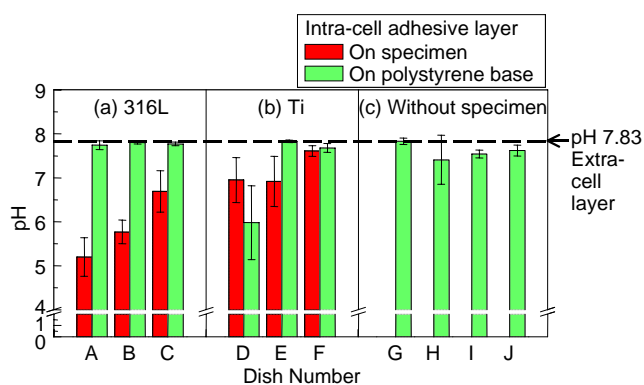 Intra-cell adhesive layer
On specimen
On polystyrene base
9
8
7
6
5
4
1
0
pH
(a) 316L
(b) Ti
(c) Without specimen
pH 7.83
Extra-
cell
layer
A B C D E F G H I J
Dish Number